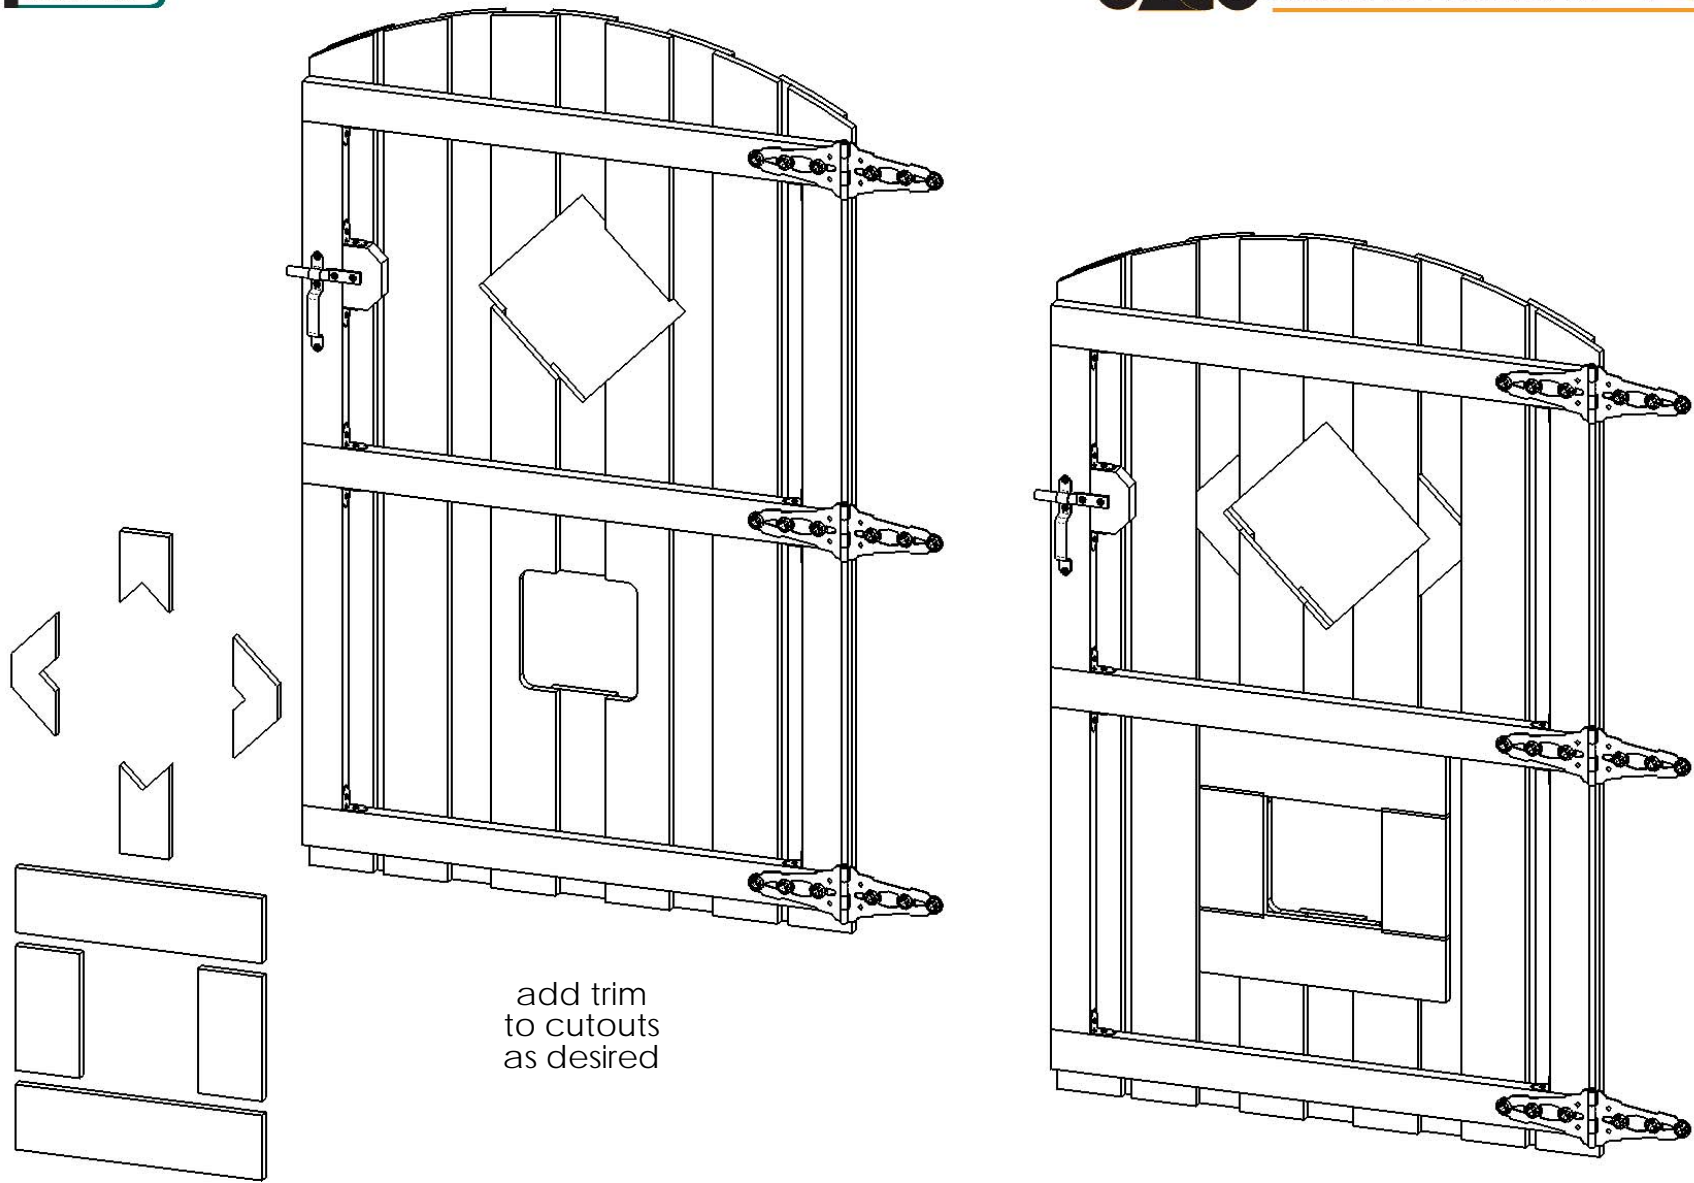 add trim
to cutouts
as desired